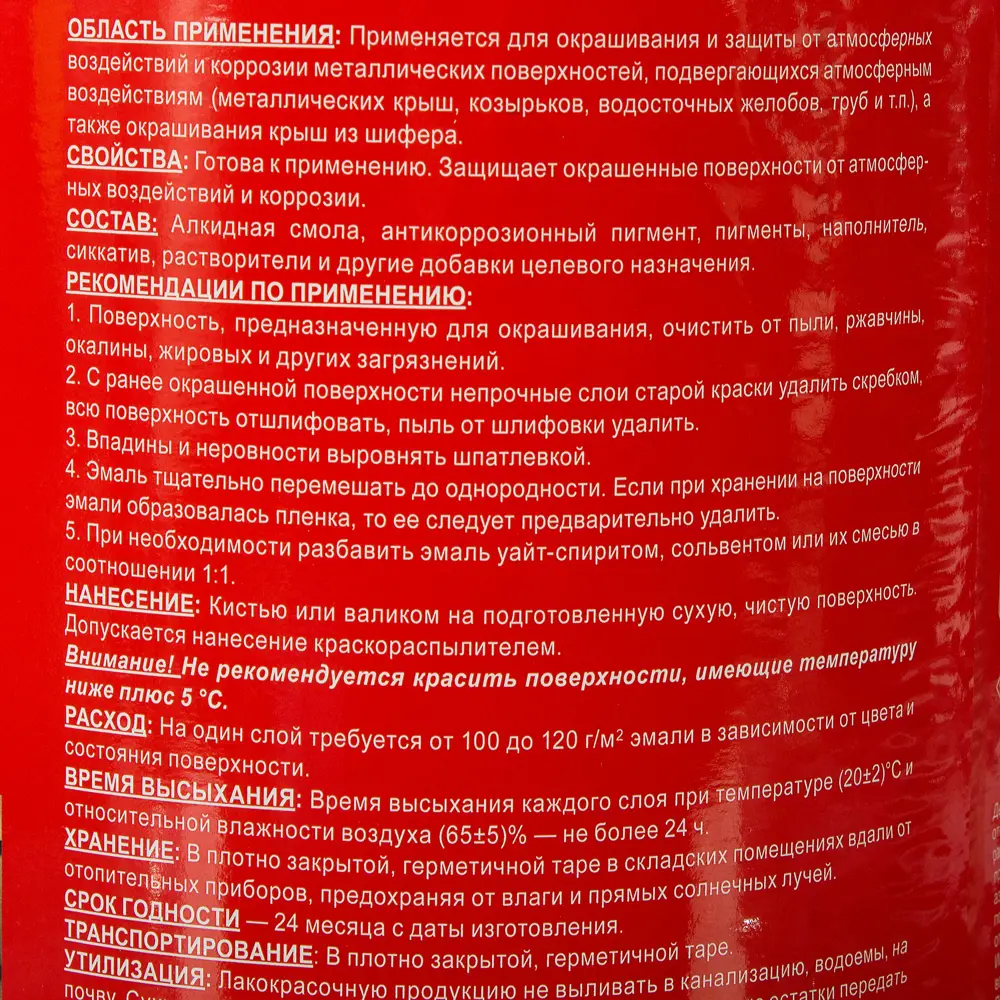 ОБЛАСТЬ ПРИМЕНЕНИЯ: Применяется для окрашивания и защиты от атмосферных
воздействий и коррозии металлических поверхностей, подвергающихся атмосферным
воздействиям (металлических крыш, козырьков, водосточных желобов, труб и т.п.), а
также окрашивания крыш из шифера.
СВОЙСТВА: Готова к применению. Защищает окрашенные поверхности от атмосфер-
ных воздействий и коррозии.
СОСТАВ: Алкидная смола, антикоррозионный пигмент, пигменты, наполнитель,
сиккатив, растворители и другие добавки целевого назначения.
РЕКОМЕНДАЦИИ ПО ПРИМЕНЕНИЮ:
1. Поверхность, предназначенную для окрашивания, очистить от пыли, ржавчины,
окалины, жировых и других загрязнений.
2. С ранее окрашенной поверхности непрочные слои старой краски удалить скребком,
всю поверхность отшлифовать, пыль от шлифовки удалить.
3. Впадины и неровности выровнять шпатлевкой.
4. Эмаль тщательно перемешать до однородности. Если при хранении на поверхности
эмали образовалась пленка, то ее следует предварительно удалить.
5. При необходимости разбавить эмаль уайт-спиритом, сольвентом или их смесью в
соотношении 1:1.
НАНЕСЕНИЕ: Кистью или валиком на подготовленную сухую, чистую поверхность.
Допускается нанесение краскораспылителем.
Внимание! Не рекомендуется красить поверхности, имеющие температуру
ниже плюс 5 °С.
РАСХОД: На один слой требуется от 100 до 120 г/м² эмали в зависимости от цвета и
состояния поверхности.
ВРЕМЯ ВЫСЫХАНИЯ: Время высыхания каждого слоя при температуре (20±2)°С и
относительной влажности воздуха (65±5)% — не более 24 ч.
ХРАНЕНИЕ: В плотно закрытой, герметичной таре в складских помещениях вдали от
отопительных приборов, предохраняя от влаги и прямых солнечных лучей.
СРОК ГОДНОСТИ — 24 месяца с даты изготовления.
ТРАНСПОРТИРОВАНИЕ: В плотно закрытой, герметичной таре.
УТИЛИЗАЦИЯ: Лакокрасочную продукцию не выливать в канализацию, водоемы, на
почву. остатки передать